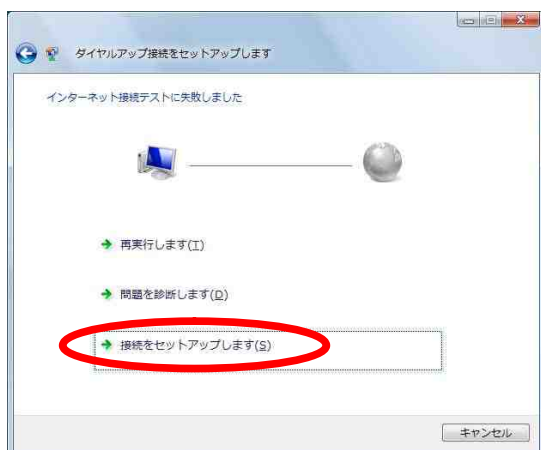 ダイヤルアップ接続をセットアップします
インターネット接続テストに失敗しました
再実行します(T)
問題を診断します(D)
接続をセットアップします(S)
キャンセル